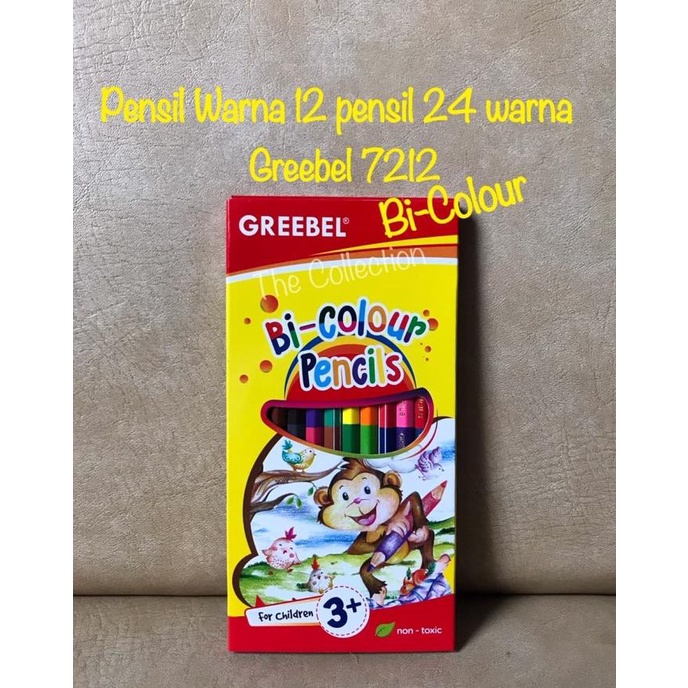 Pensil Warna 12 pensil 24 warna
Greebel 7212
Bi-Colour
GREEBEL®
The Collection
Bi-Colour
Pencils
for Children 3+
non - toxic